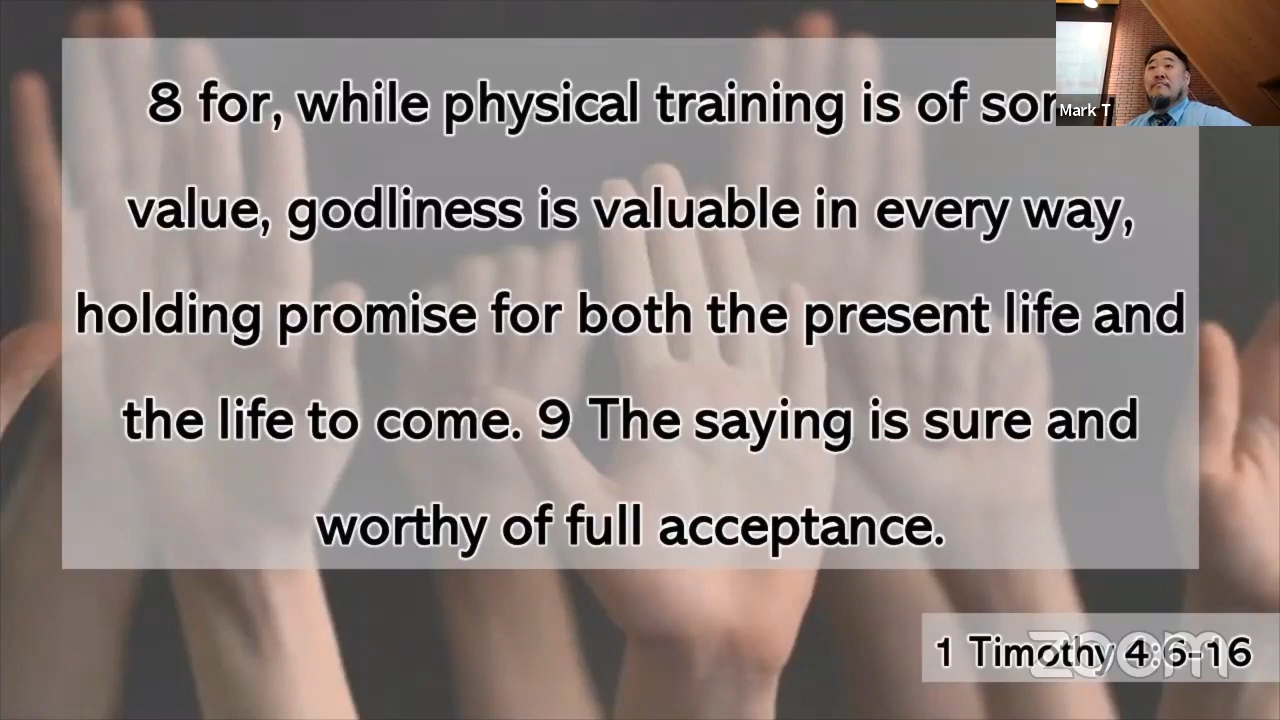 8 for, while physical training is of
value, godliness is valuable in every way,
holding promise for both the present life and
the life to come. 9 The saying is sure and
worthy of full acceptance.
Mark T
1 Timothy 4:6-16
zoom